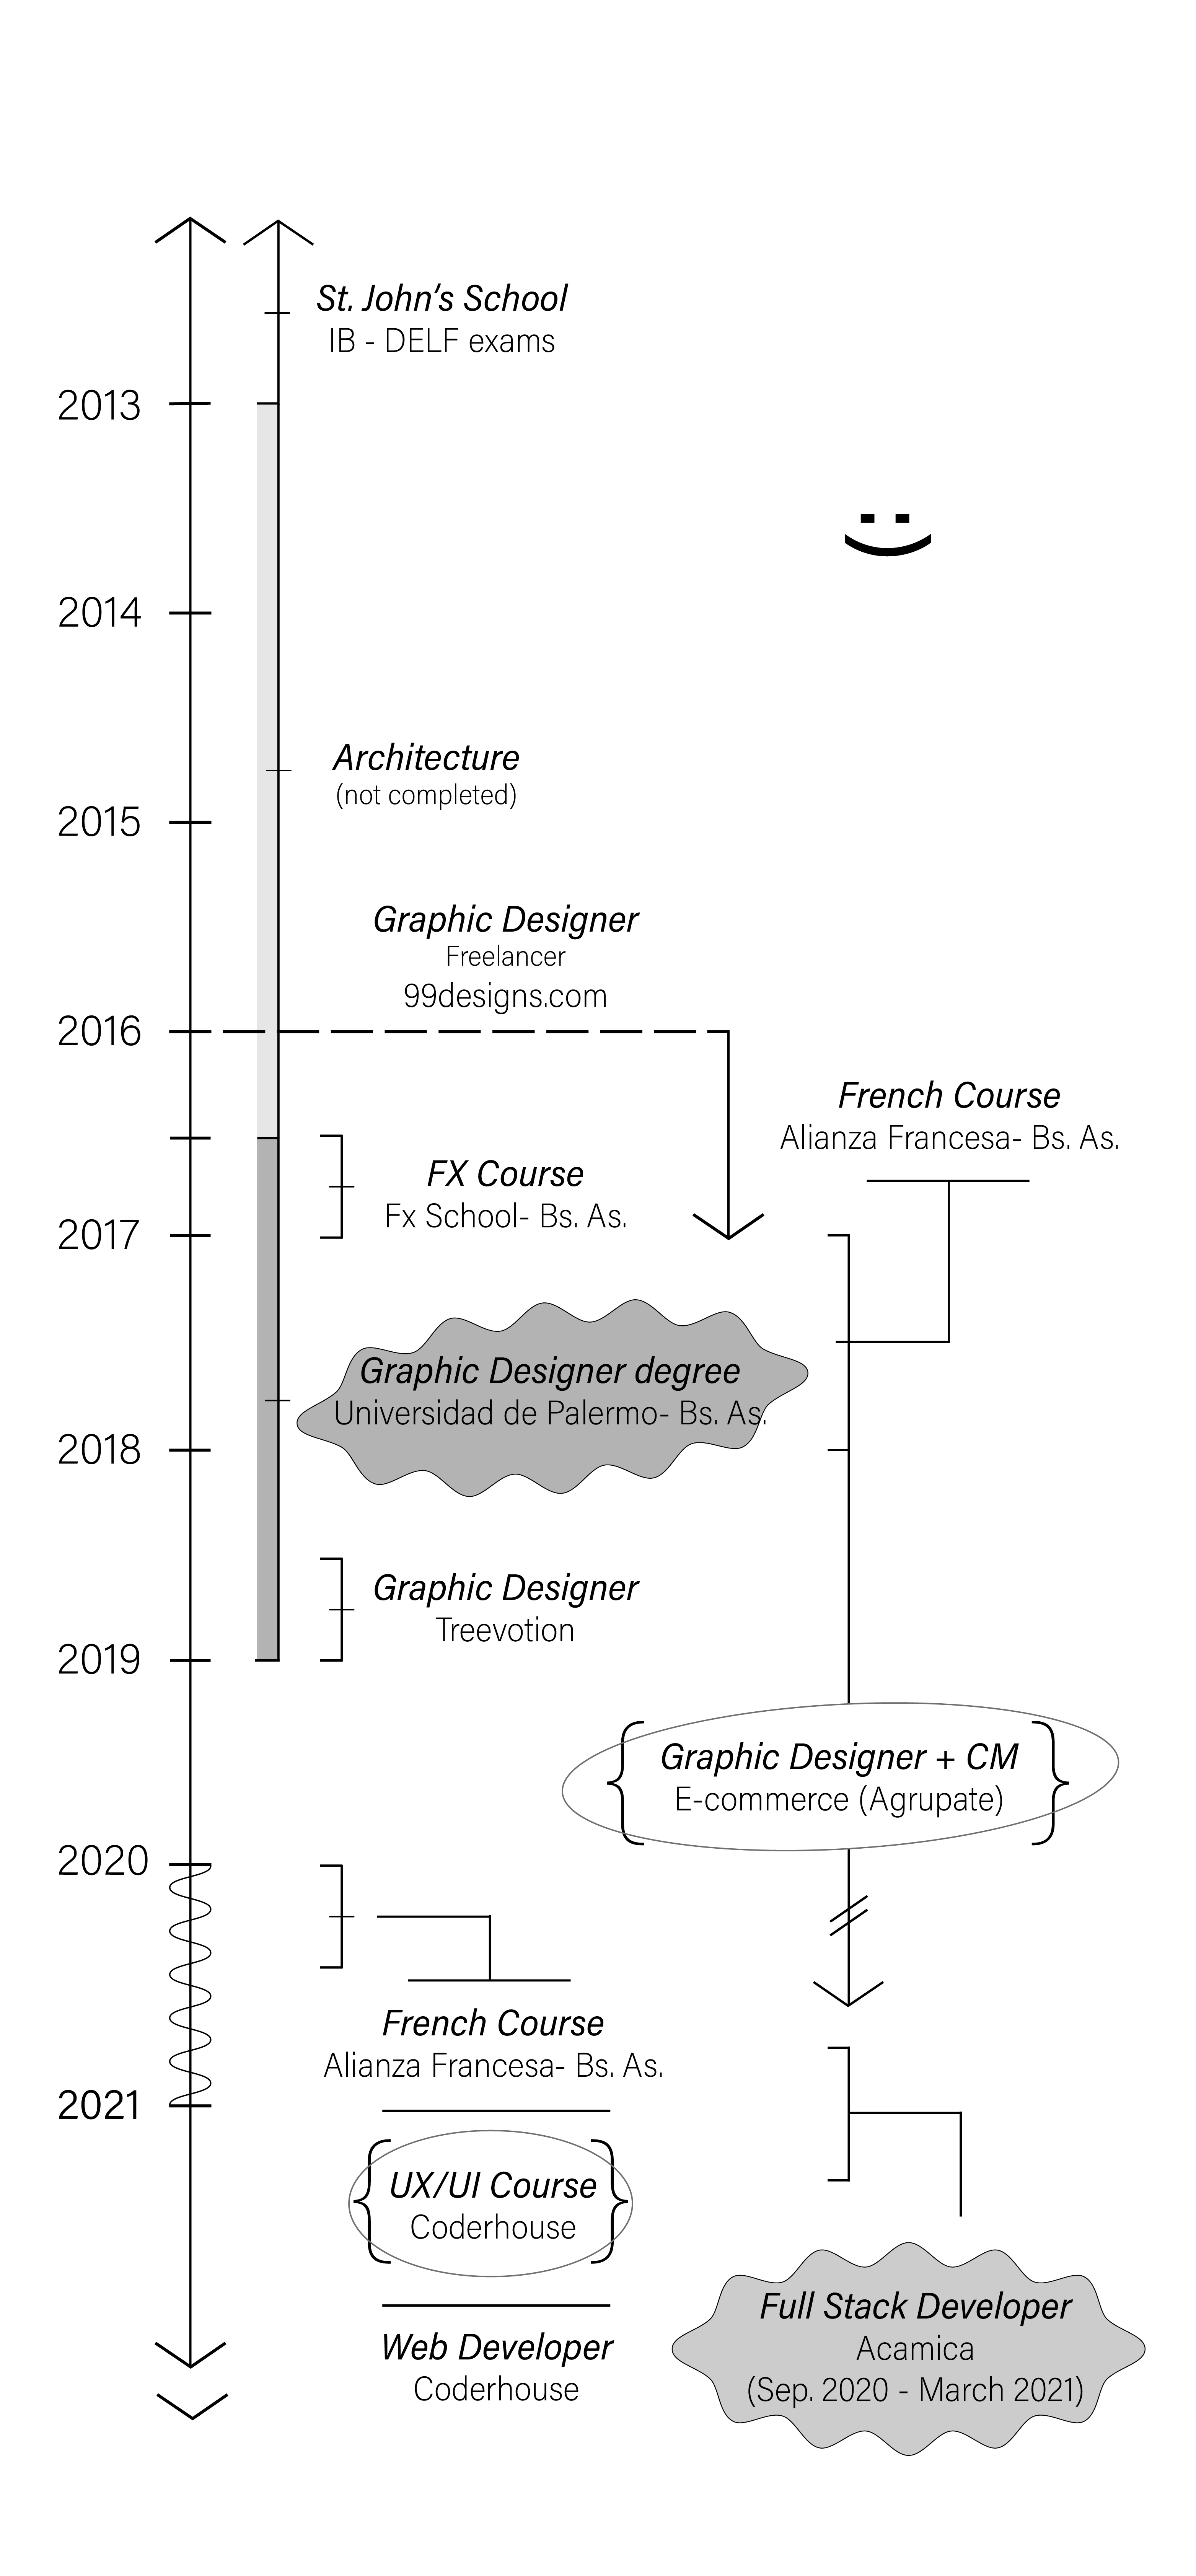 St. John's School
IB - DELF exams
2013
2014
Architecture
(not completed)
2015
Graphic Designer
Freelancer
99designs.com
2016
French Course
Alianza Francesa- Bs. As.
FX Course
Fx School- Bs. As.
2017
Graphic Designer degree
Universidad de Palermo- Bs. As.
2018
Graphic Designer
Treevotion
2019
Graphic Designer + CM
E-commerce (Agrupate)
2020
French Course
Alianza Francesa- Bs. As.
2021
UX/UI Course
Coderhouse
Web Developer
Coderhouse
Full Stack Developer
Acamica
(Sep. 2020 - March 2021)